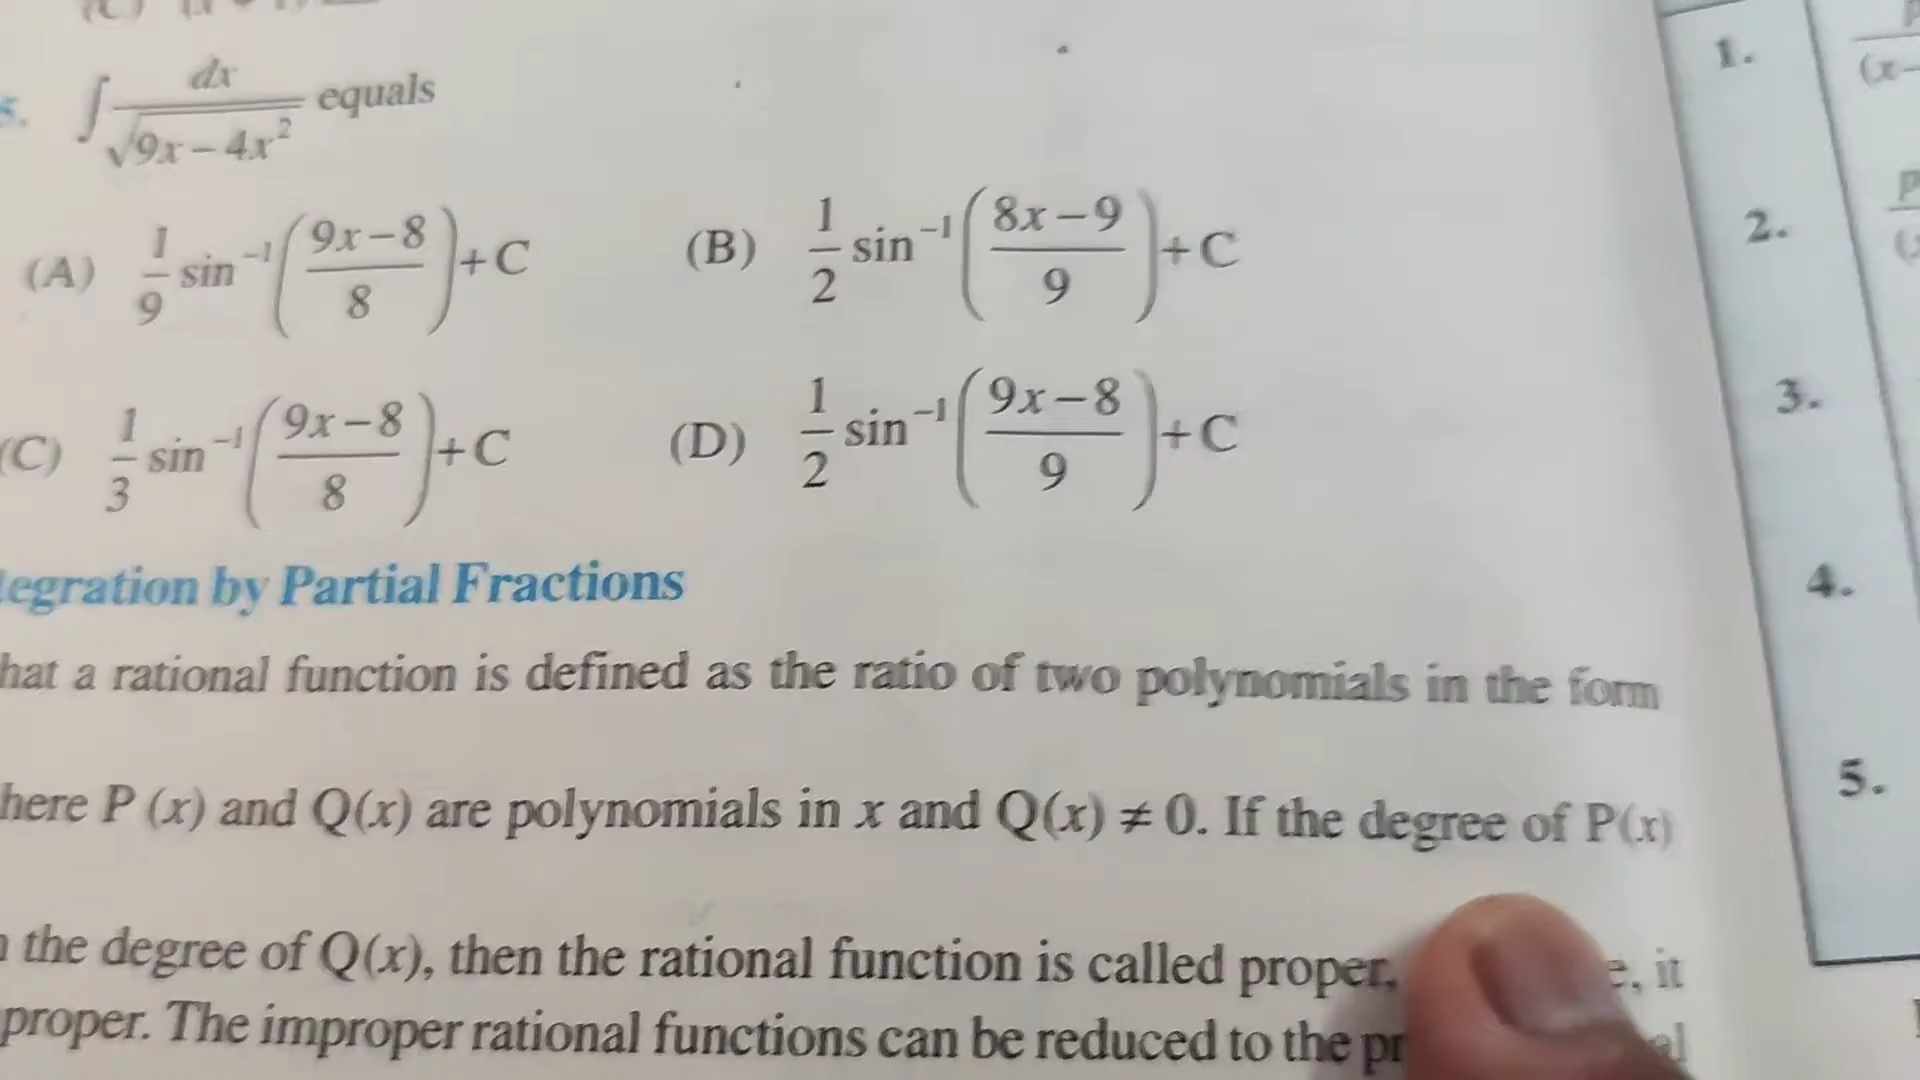 5. ∫ dx/√(9x − 4x²) equals
(A) 1/9 sin⁻¹((9x − 8)/8) + C (B) 1/2 sin⁻¹((8x − 9)/9) + C
(C) 1/3 sin⁻¹((9x − 8)/8) + C (D) 1/2 sin⁻¹((9x − 8)/9) + C
tegration by Partial Fractions
hat a rational function is defined as the ratio of two polynomials in the form
here P (x) and Q(x) are polynomials in x and Q(x) ≠ 0. If the degree of P(x)
the degree of Q(x), then the rational function is called proper. it
proper. The improper rational functions can be reduced to the
1.
2.
3.
4.
5.